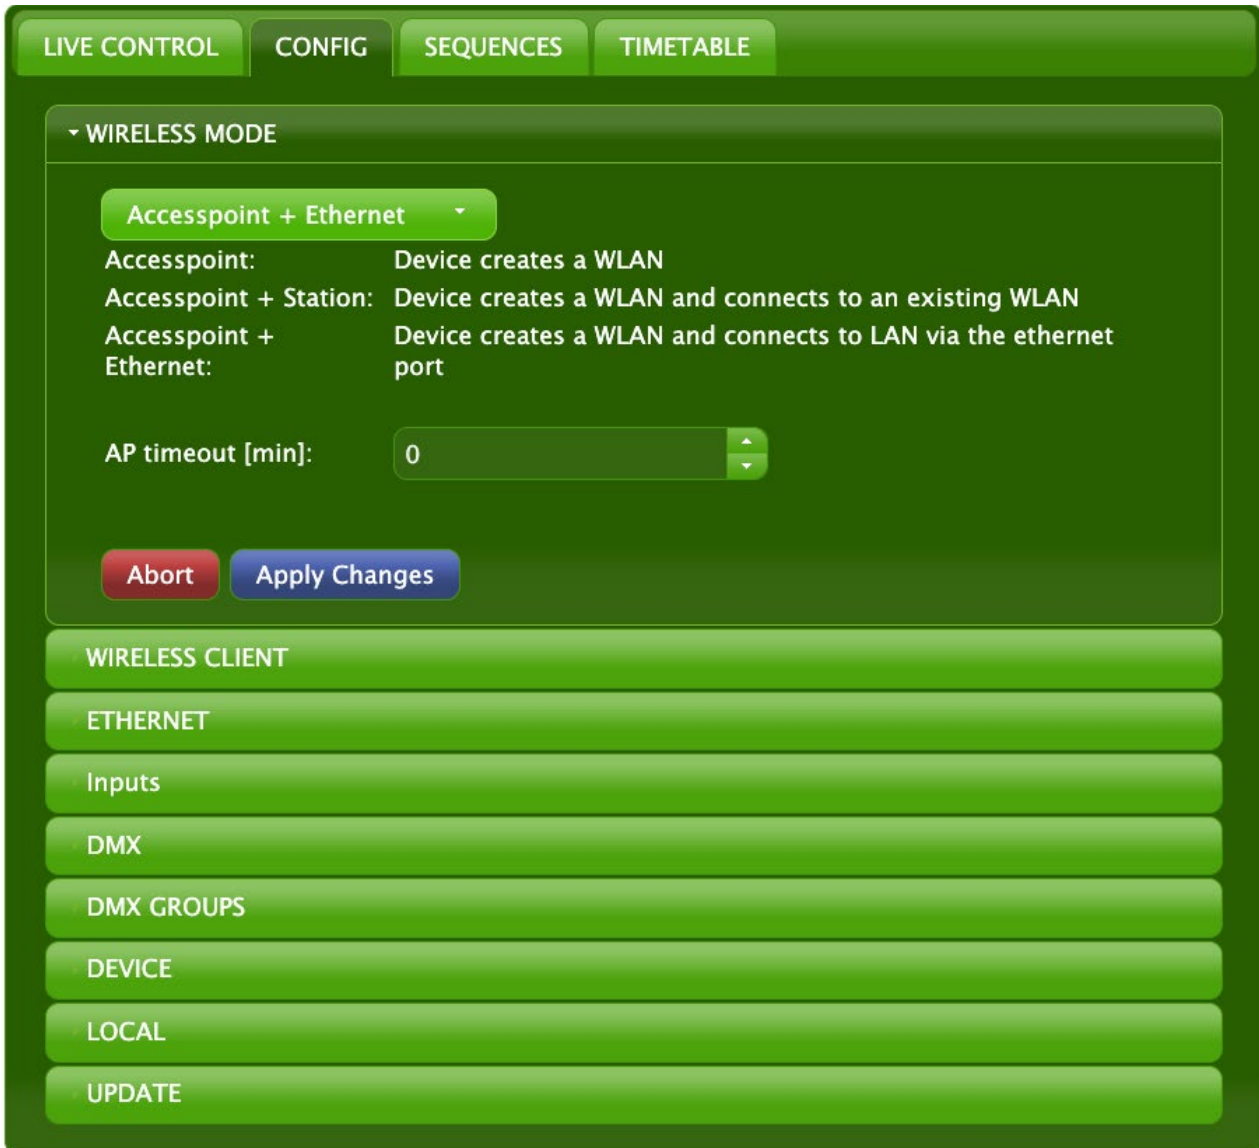 LIVE CONTROL CONFIG SEQUENCES TIMETABLE
WIRELESS MODE
Accesspoint + Ethernet
Accesspoint: Device creates a WLAN
Accesspoint + Station: Device creates a WLAN and connects to an existing WLAN
Accesspoint + Device creates a WLAN and connects to LAN via the ethernet
Ethernet: port
AP timeout [min]: 0
Abort Apply Changes
WIRELESS CLIENT
ETHERNET
Inputs
DMX
DMX GROUPS
DEVICE
LOCAL
UPDATE